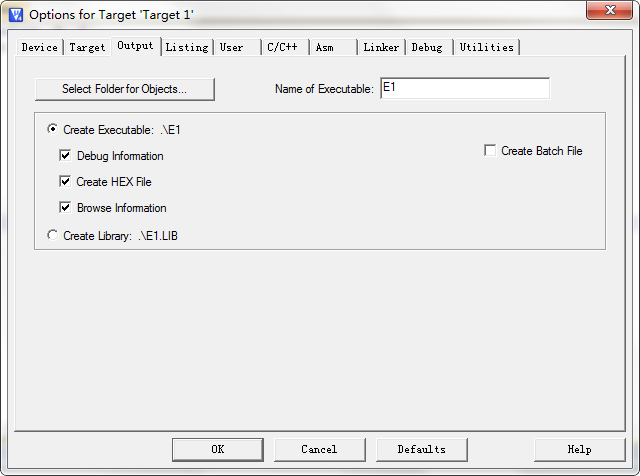 Options for Target 'Target 1'
Device Target Output Listing User C/C++ Asm Linker Debug Utilities
Select Folder for Objects... Name of Executable: E1
Create Executable: .\E1
Debug Information
Create Batch File
Create HEX File
Browse Information
Create Library: .\E1.LIB
OK Cancel Defaults Help